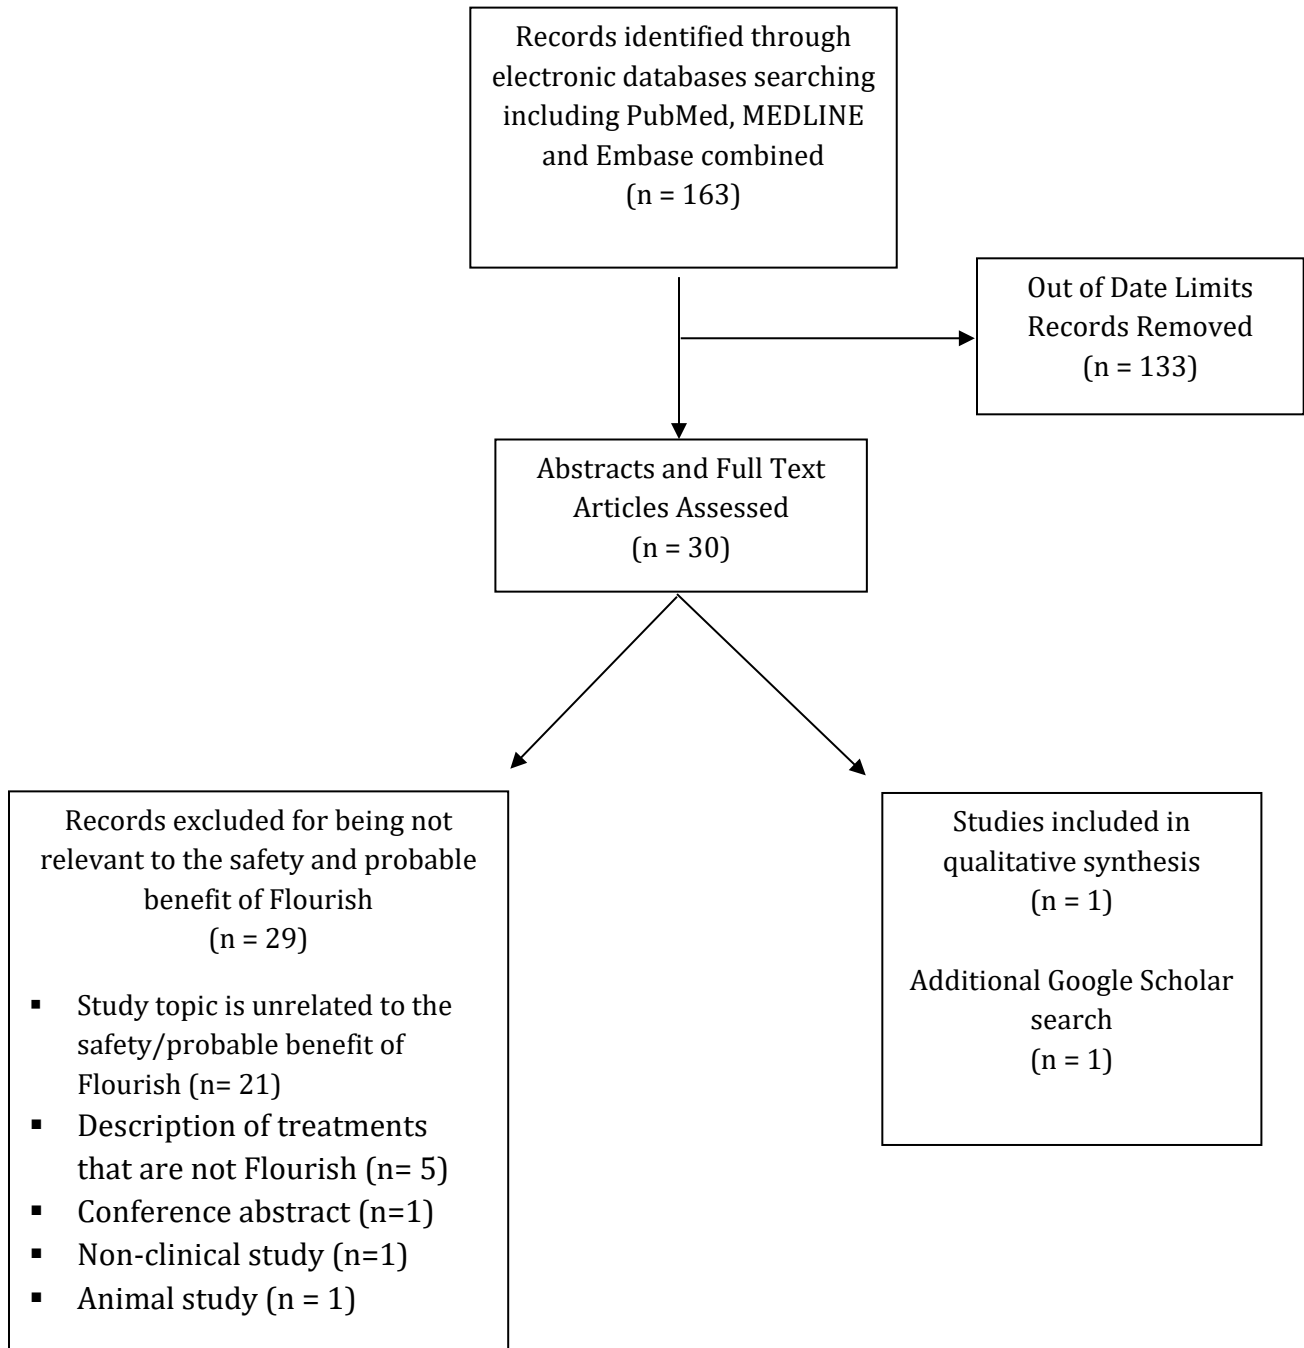 Records identified through
electronic databases searching
including PubMed, MEDLINE
and Embase combined
(n = 163)
Out of Date Limits
Records Removed
(n = 133)
Abstracts and Full Text
Articles Assessed
(n = 30)
Records excluded for being not
relevant to the safety and probable
benefit of Flourish
(n = 29)
▪ Study topic is unrelated to the
safety/probable benefit of
Flourish (n= 21)
▪ Description of treatments
that are not Flourish (n= 5)
▪ Conference abstract (n=1)
▪ Non-clinical study (n=1)
▪ Animal study (n = 1)
Studies included in
qualitative synthesis
(n = 1)
Additional Google Scholar
search
(n = 1)